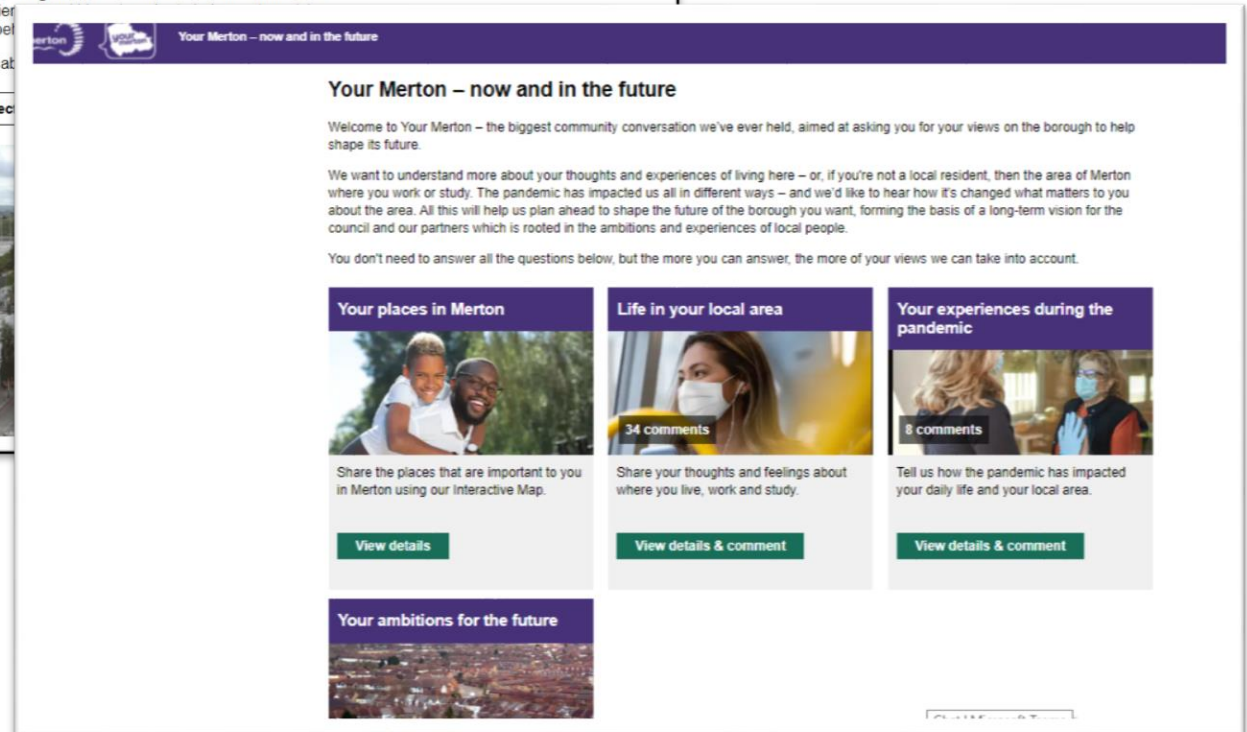 Your Merton – now and in the future
Your Merton – now and in the future
Welcome to Your Merton – the biggest community conversation we've ever held, aimed at asking you for your views on the borough to help
shape its future.
We want to understand more about your thoughts and experiences of living here – or, if you're not a local resident, then the area of Merton
where you work or study. The pandemic has impacted us all in different ways – and we'd like to hear how it's changed what matters to you
about the area. All this will help us plan ahead to shape the future of the borough you want, forming the basis of a long-term vision for the
council and our partners which is rooted in the ambitions and experiences of local people.
You don't need to answer all the questions below, but the more you can answer, the more of your views we can take into account.
Your places in Merton
Share the places that are important to you
in Merton using our Interactive Map.
View details
Life in your local area
34 comments
Share your thoughts and feelings about
where you live, work and study.
View details & comment
Your experiences during the
pandemic
8 comments
Tell us how the pandemic has impacted
your daily life and your local area.
View details & comment
Your ambitions for the future